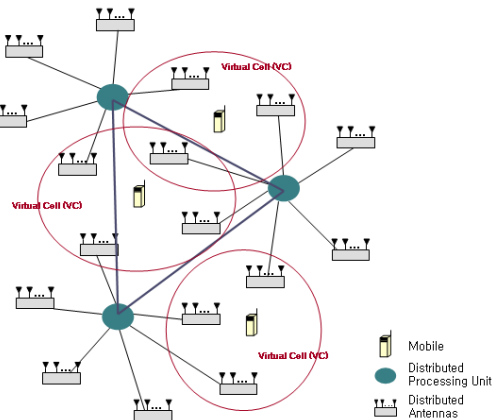 Virtual Cell (VC)
Virtual Cell (VC)
Virtual Cell (VC)
Mobile
Distributed
Processing Unit
Distributed
Antennas